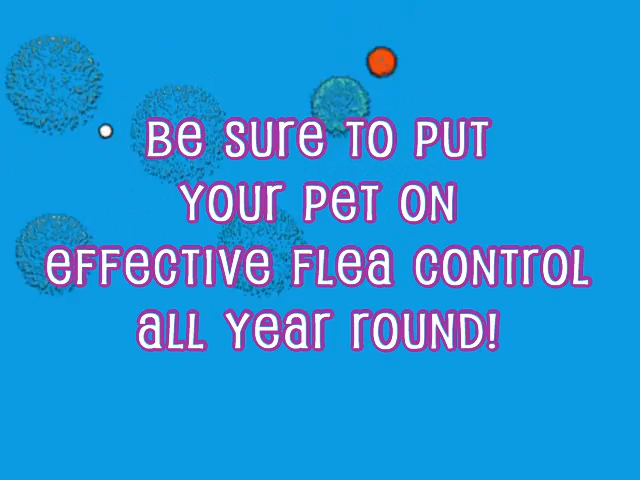 Be sure to put
your pet on
effective flea control
all year round!